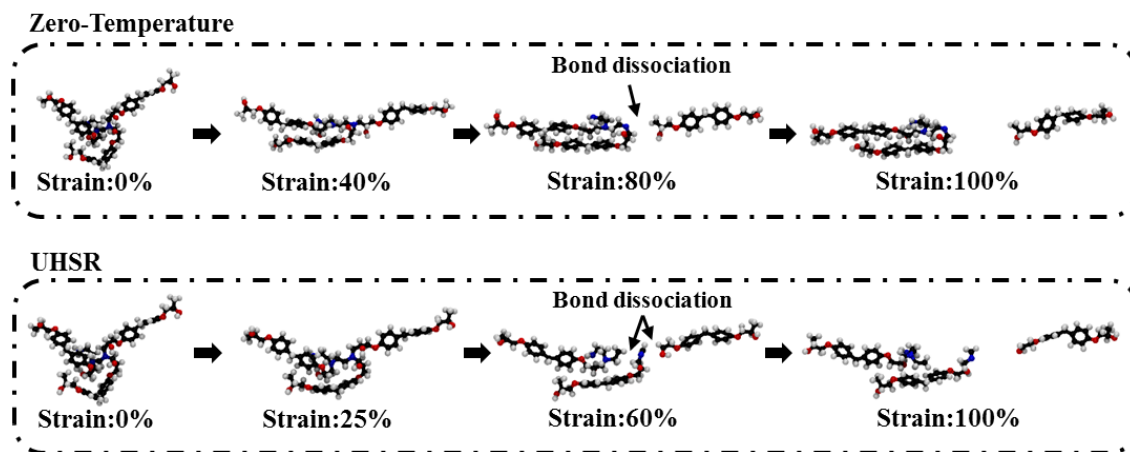 Zero-Temperature
Bond dissociation
Strain:0% Strain:40% Strain:80% Strain:100%
UHSR
Bond dissociation
Strain:0% Strain:25% Strain:60% Strain:100%